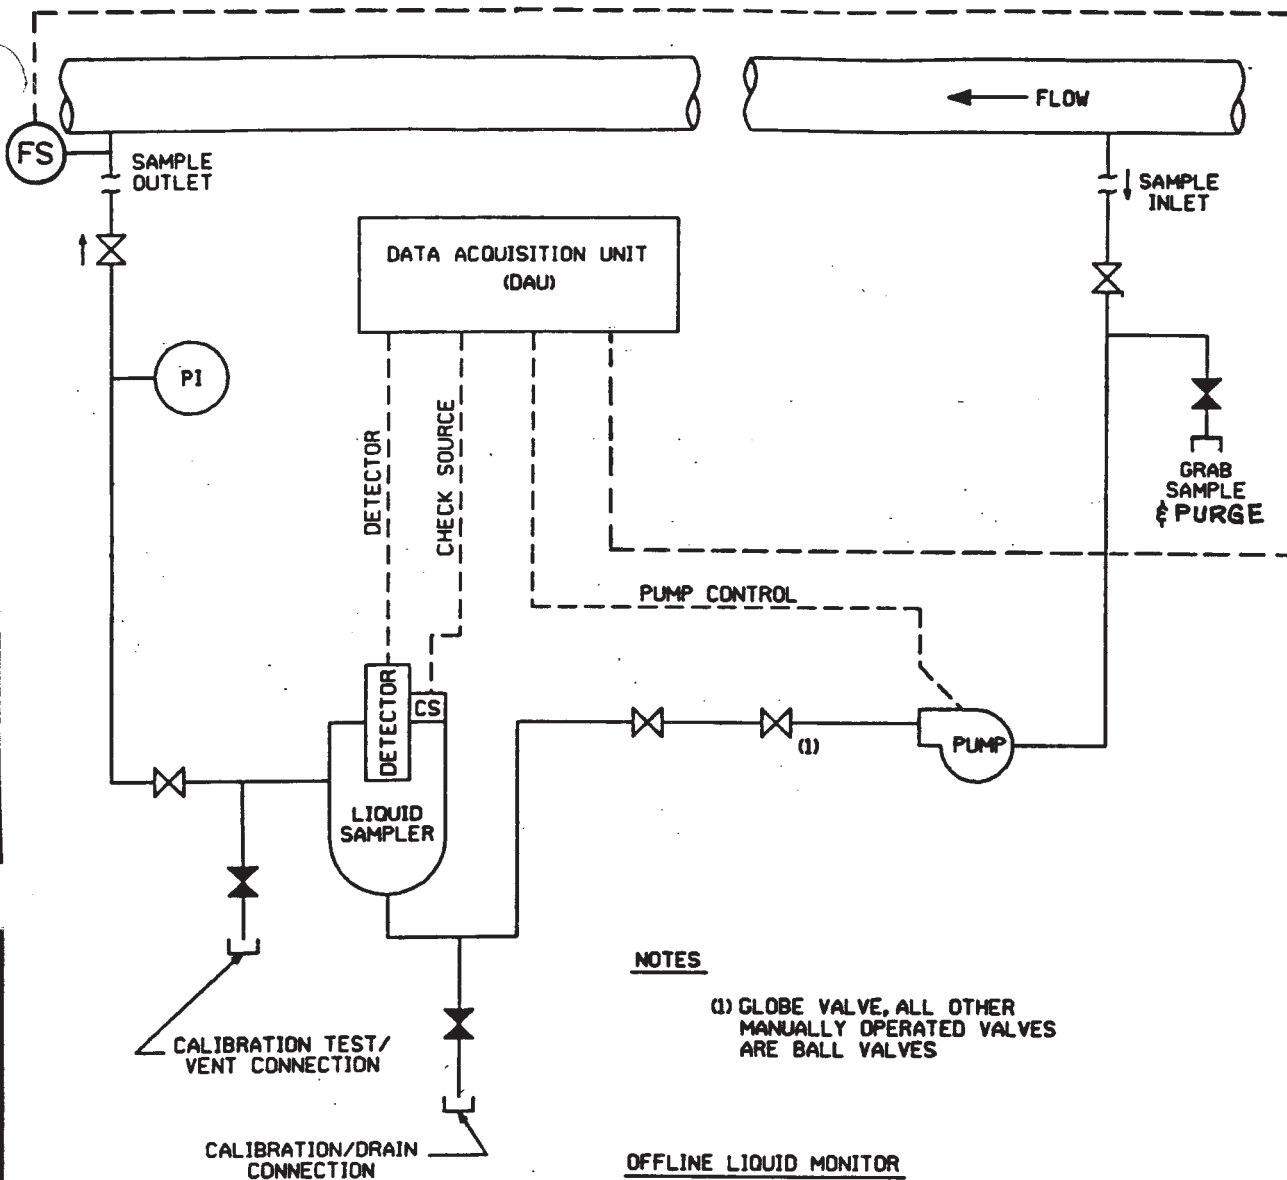 FLOW
FS
SAMPLE
OUTLET
SAMPLE
INLET
DATA ACQUISITION UNIT
(DAU)
PI
DETECTOR
CHECK SOURCE
GRAB
SAMPLE
& PURGE
PUMP CONTROL
DETECTOR
CS
PUMP
(1)
LIQUID
SAMPLER
NOTES
(1) GLOBE VALVE, ALL OTHER
MANUALLY OPERATED VALVES
ARE BALL VALVES
CALIBRATION TEST/
VENT CONNECTION
CALIBRATION/DRAIN
CONNECTION
OFFLINE LIQUID MONITOR